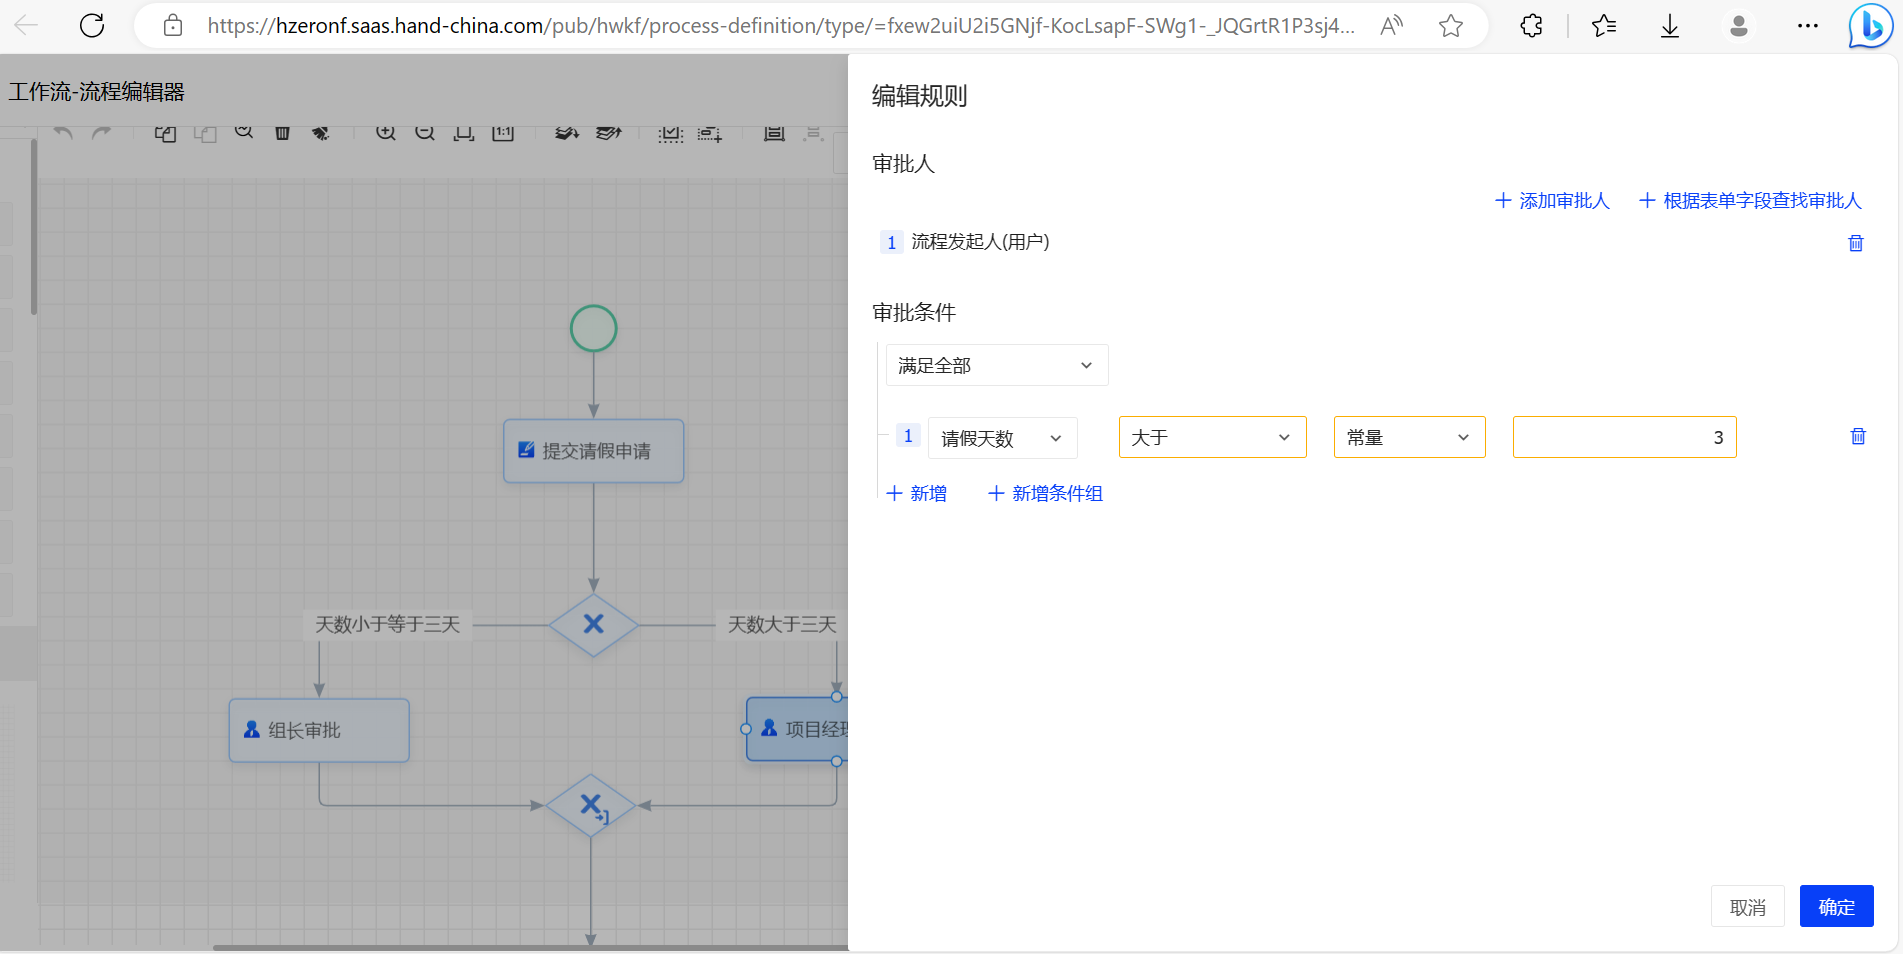 https://hzeronf.saas.hand-china.com/pub/hwkf/process-definition/type/=fxew2uiU2i5GNjf-KocLsapF-SWg1-_JQGrtR1P3sj4...
工作流-流程编辑器
1:1
提交请假申请
天数小于等于三天
天数大于三天
组长审批
项目经理
编辑规则
审批人
添加审批人
根据表单字段查找审批人
1 流程发起人(用户)
审批条件
满足全部
1 请假天数 大于 常量 3
新增 新增条件组
取消 确定